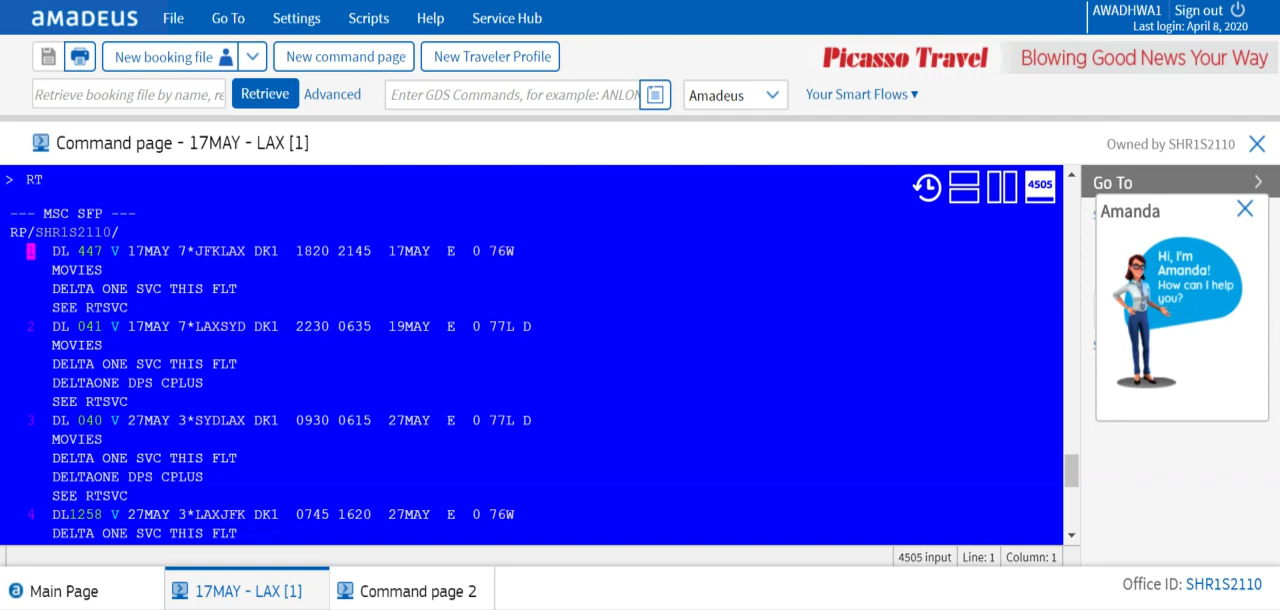 aMaDEUS File Go To Settings Scripts Help Service Hub
AWADHWA1 Sign out
Last login: April 8, 2020
New booking file New command page New Traveler Profile
Picasso Travel Blowing Good News Your Way
Retrieve booking file by name, re Retrieve Advanced Enter GDS Commands, for example: ANLON Amadeus Your Smart Flows ▾
Command page - 17MAY - LAX [1] Owned by SHR1S2110
> RT
4505
--- MSC SFP ---
RP/SHR1S2110/
1 DL 447 V 17MAY 7*JFKLAX DK1 1820 2145 17MAY E 0 76W
MOVIES
DELTA ONE SVC THIS FLT
SEE RTSVC
2 DL 041 V 17MAY 7*LAXSYD DK1 2230 0635 19MAY E 0 77L D
MOVIES
DELTA ONE SVC THIS FLT
DELTAONE DPS CPLUS
SEE RTSVC
3 DL 040 V 27MAY 3*SYDLAX DK1 0930 0615 27MAY E 0 77L D
MOVIES
DELTA ONE SVC THIS FLT
DELTAONE DPS CPLUS
SEE RTSVC
4 DL1258 V 27MAY 3*LAXJFK DK1 0745 1620 27MAY E 0 76W
DELTA ONE SVC THIS FLT
Go To
Amanda
Hi, I'm
Amanda!
How can I help
you?
4505 input Line: 1 Column: 1
Main Page 17MAY - LAX [1] Command page 2
Office ID: SHR1S2110